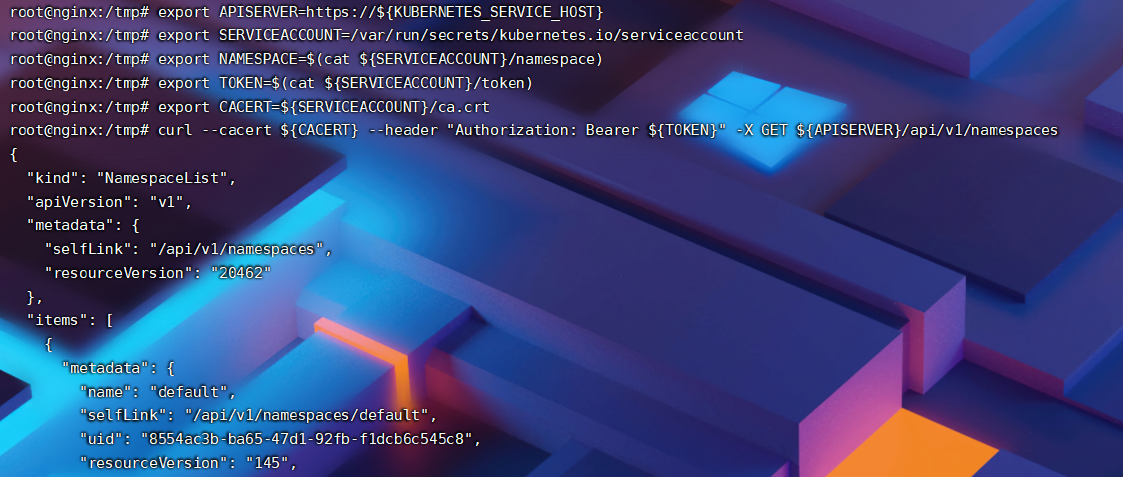 root@nginx:/tmp# export APISERVER=https://${KUBERNETES_SERVICE_HOST}
root@nginx:/tmp# export SERVICEACCOUNT=/var/run/secrets/kubernetes.io/serviceaccount
root@nginx:/tmp# export NAMESPACE=$(cat ${SERVICEACCOUNT}/namespace)
root@nginx:/tmp# export TOKEN=$(cat ${SERVICEACCOUNT}/token)
root@nginx:/tmp# export CACERT=${SERVICEACCOUNT}/ca.crt
root@nginx:/tmp# curl --cacert ${CACERT} --header "Authorization: Bearer ${TOKEN}" -X GET ${APISERVER}/api/v1/namespaces
{
  "kind": "NamespaceList",
  "apiVersion": "v1",
  "metadata": {
    "selfLink": "/api/v1/namespaces",
    "resourceVersion": "20462"
  },
  "items": [
    {
      "metadata": {
        "name": "default",
        "selfLink": "/api/v1/namespaces/default",
        "uid": "8554ac3b-ba65-47d1-92fb-f1dcb6c545c8",
        "resourceVersion": "145",